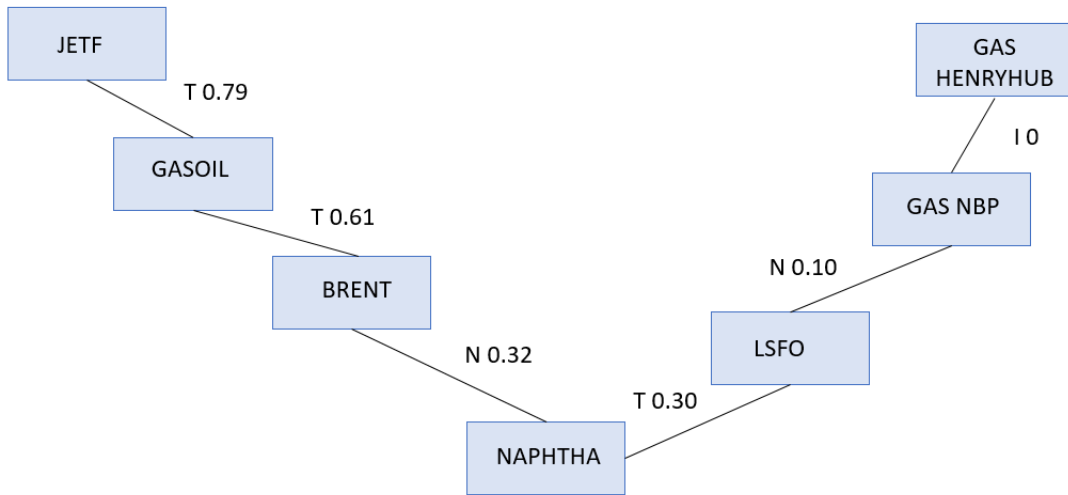 JETF
GAS
HENRYHUB
T 0.79
I 0
GASOIL
GAS NBP
T 0.61
N 0.10
BRENT
LSFO
N 0.32
T 0.30
NAPHTHA